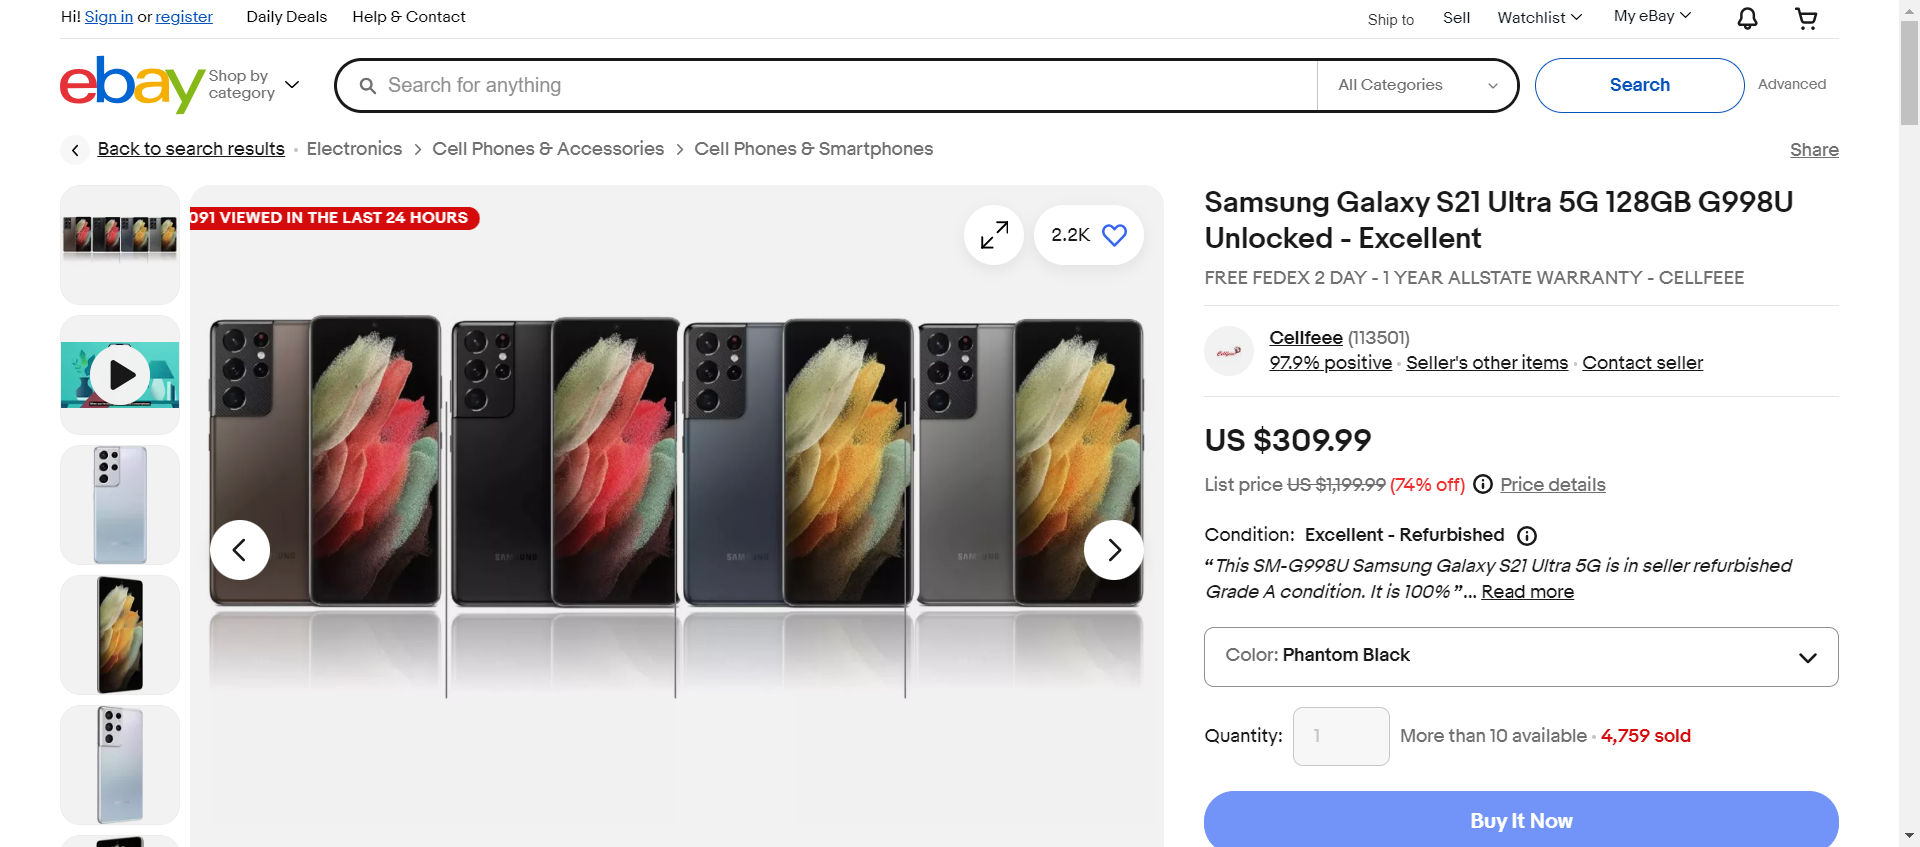 Hi! Sign in or register Daily Deals Help & Contact Ship to Sell Watchlist My eBay
ebay Shop by category Search for anything All Categories Search Advanced
Back to search results Electronics Cell Phones & Accessories Cell Phones & Smartphones Share
091 VIEWED IN THE LAST 24 HOURS
2.2K
Samsung Galaxy S21 Ultra 5G 128GB G998U
Unlocked - Excellent
FREE FEDEX 2 DAY - 1 YEAR ALLSTATE WARRANTY - CELLFEEE
Cellfeee (113501)
97.9% positive · Seller's other items · Contact seller
US $309.99
List price US $1,199.99 (74% off) Price details
Condition: Excellent - Refurbished
“This SM-G998U Samsung Galaxy S21 Ultra 5G is in seller refurbished
Grade A condition. It is 100%”... Read more
Color: Phantom Black
Quantity: 1 More than 10 available · 4,759 sold
Buy It Now
SAMSUNG
SAMSUNG
SAMSUNG